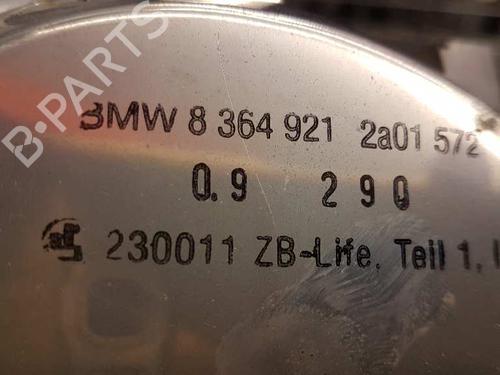 B-PARTS
BMW 8 364 921 2a01 572
0.9 290
230011 ZB-Life. Teil 1.